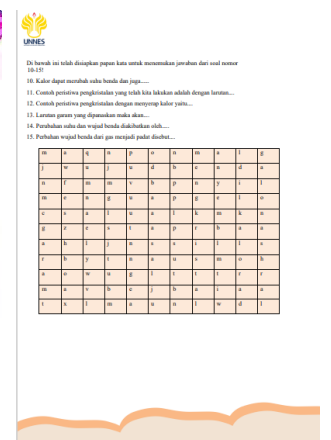 UNNES
Di bawah ini telah disiapkan papan kata untuk menemukan jawaban dari soal nomor
10-15!
10. Kalor dapat merubah suhu benda dan juga.....
11. Contoh peristiwa pengkristalan yang telah kita lakukan adalah dengan larutan....
12. Contoh peristiwa pengkristalan dengan menyerap kalor yaitu....
13. Larutan garam yang dipanaskan maka akan....
14. Perubahan suhu dan wujud benda diakibatkan oleh.....
15. Perbahan wujud benda dari gas menjadi padat disebut....
m a q n p o n m a l g
j w u j u d b e n d a
n f m m v b p n y i l
m e n g u a p g e l o
c s a l u a l k m k n
g z e s t a p r b a a
a h l j n s s i l l s
r b y t n a u s m o h
a o w u g i t t t r r
m a v b e j b a i a a
t x l m a u n l w d l